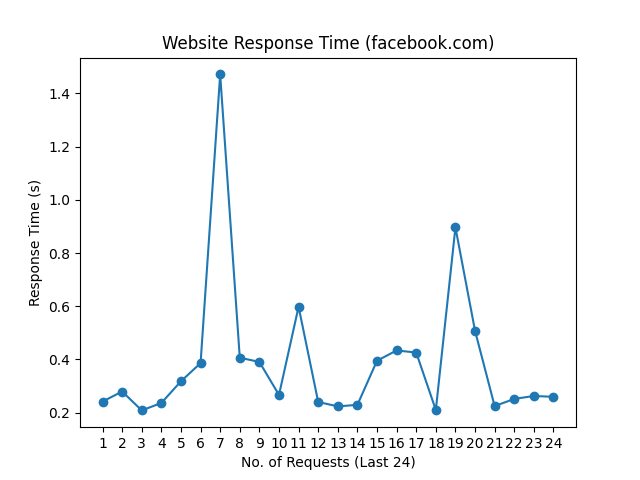 Website Response Time (facebook.com)
1.4
1.2
1.0
0.8
0.6
0.4
0.2
Response Time (s)
1 2 3 4 5 6 7 8 9 10 11 12 13 14 15 16 17 18 19 20 21 22 23 24
No. of Requests (Last 24)